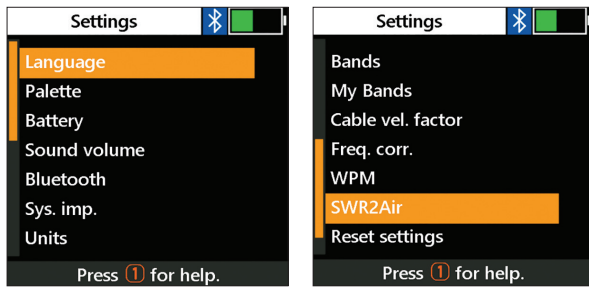 Settings
Language
Palette
Battery
Sound volume
Bluetooth
Sys. imp.
Units
Press 1 for help.
Settings
Bands
My Bands
Cable vel. factor
Freq. corr.
WPM
SWR2Air
Reset settings
Press 1 for help.